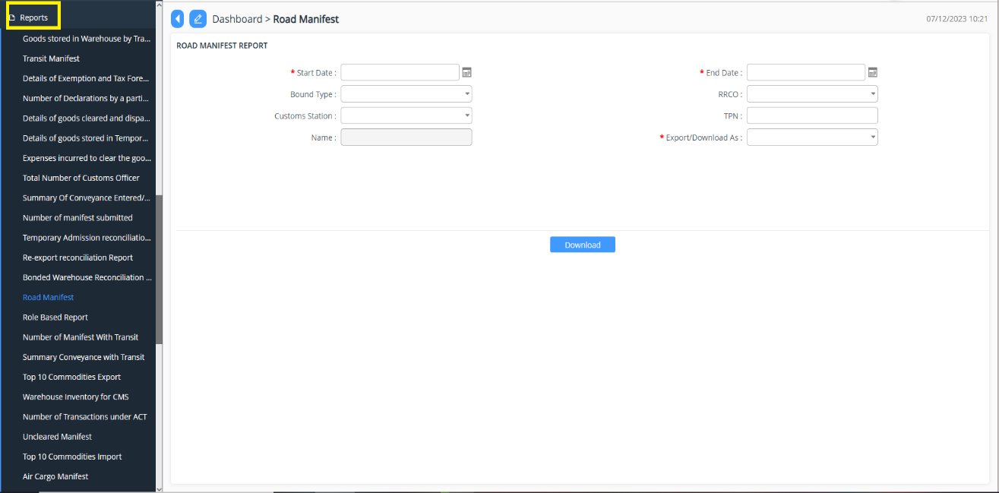 Reports
Goods stored in Warehouse by Tra...
Transit Manifest
Details of Exemption and Tax Fore...
Number of Declarations by a parti...
Details of goods cleared and dispa...
Details of goods stored in Tempor...
Expenses incurred to clear the goo...
Total Number of Customs Officer
Summary Of Conveyance Entered/...
Number of manifest submitted
Temporary Admission reconciliatio...
Re-export reconciliation Report
Bonded Warehouse Reconciliation ...
Road Manifest
Role Based Report
Number of Manifest With Transit
Summary Conveyance with Transit
Top 10 Commodities Export
Warehouse Inventory for CMS
Number of Transactions under ACT
Uncleared Manifest
Top 10 Commodities Import
Air Cargo Manifest
Dashboard > Road Manifest
07/12/2023 10:21
ROAD MANIFEST REPORT
* Start Date :
* End Date :
Bound Type :
RRCO :
Customs Station :
TPN :
Name :
* Export/Download As :
Download